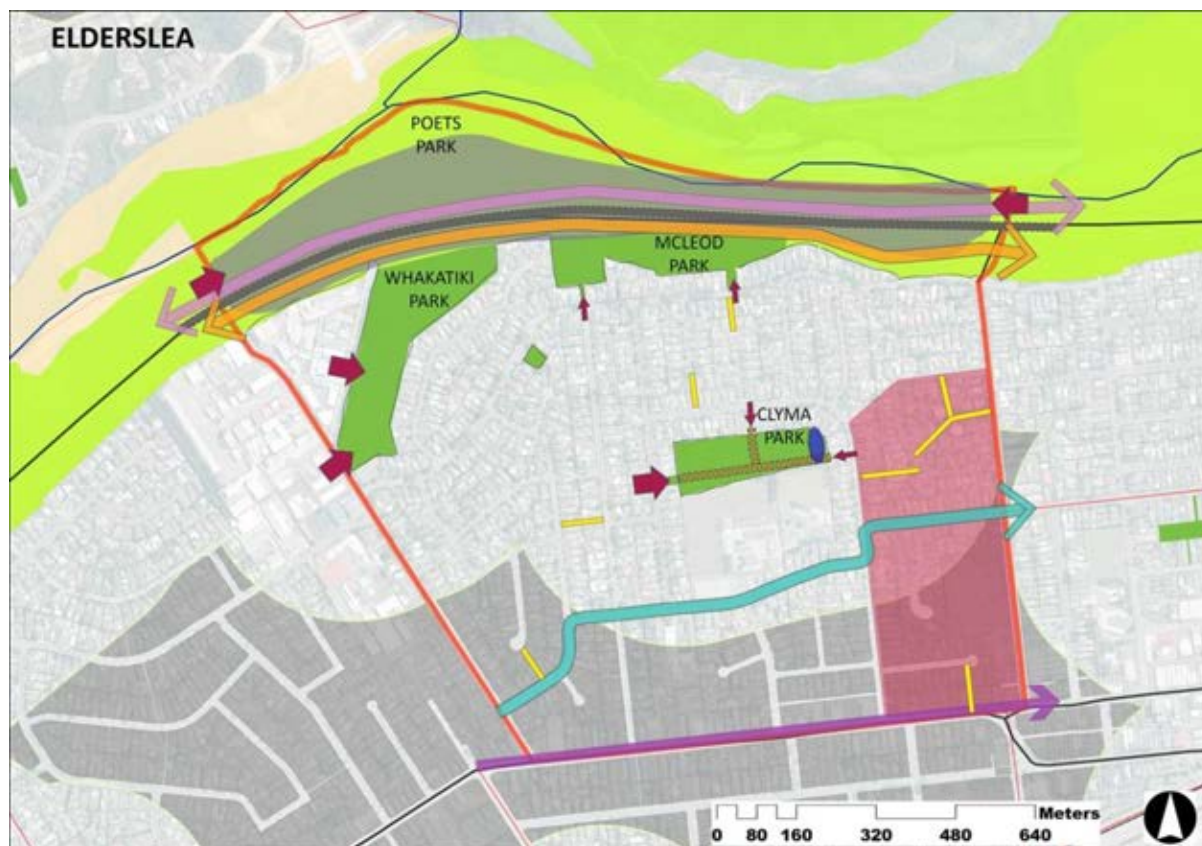 ELDERSLEA
POETS
PARK
MCLEOD
PARK
WHAKATIKI
PARK
CLYMA
PARK
Meters
0 80 160 320 480 640